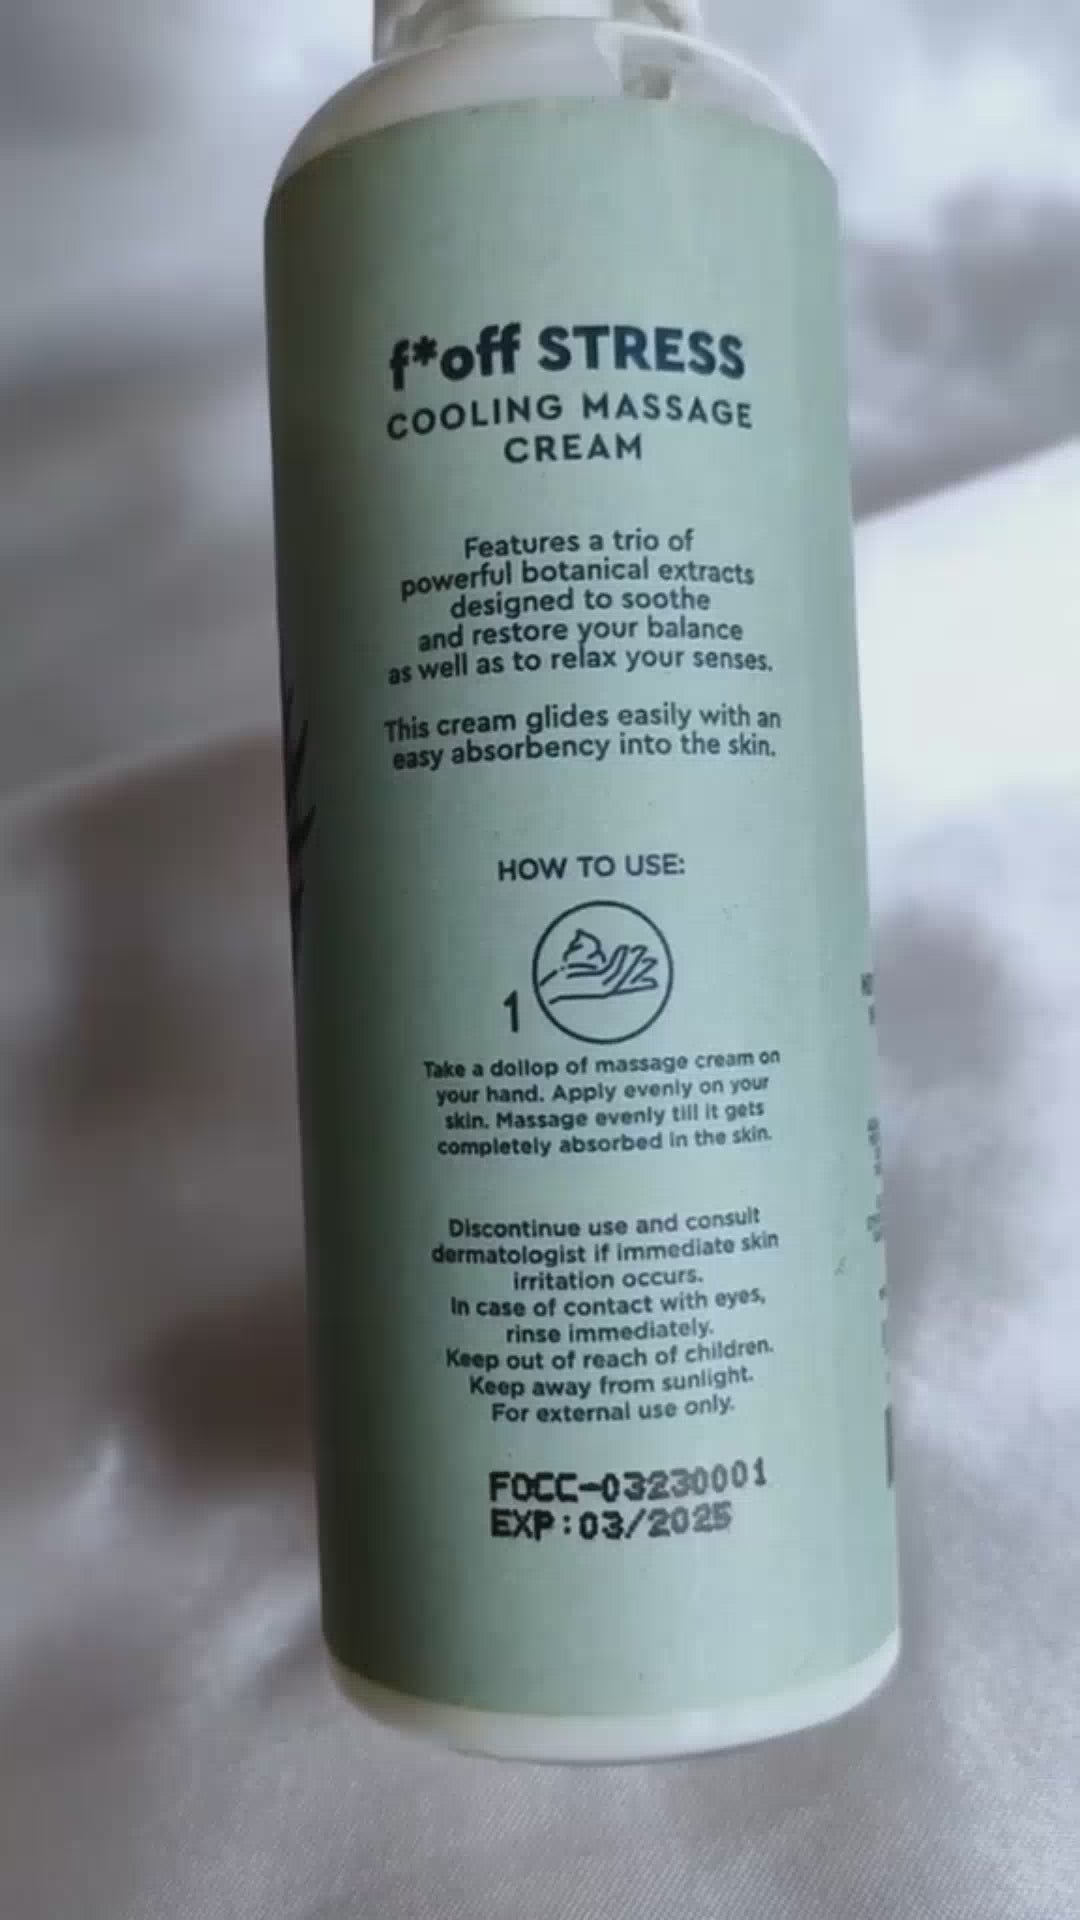 f*off STRESS
COOLING MASSAGE
CREAM
Features a trio of
powerful botanical extracts
designed to soothe
and restore your balance
as well as to relax your senses.
This cream glides easily with an
easy absorbency into the skin.
HOW TO USE:
1
Take a dollop of massage cream on
your hand. Apply evenly on your
skin. Massage evenly till it gets
completely absorbed in the skin.
Discontinue use and consult
dermatologist if immediate skin
irritation occurs.
In case of contact with eyes,
rinse immediately.
Keep out of reach of children.
Keep away from sunlight.
For external use only.
FOCC-03230001
EXP:03/2025